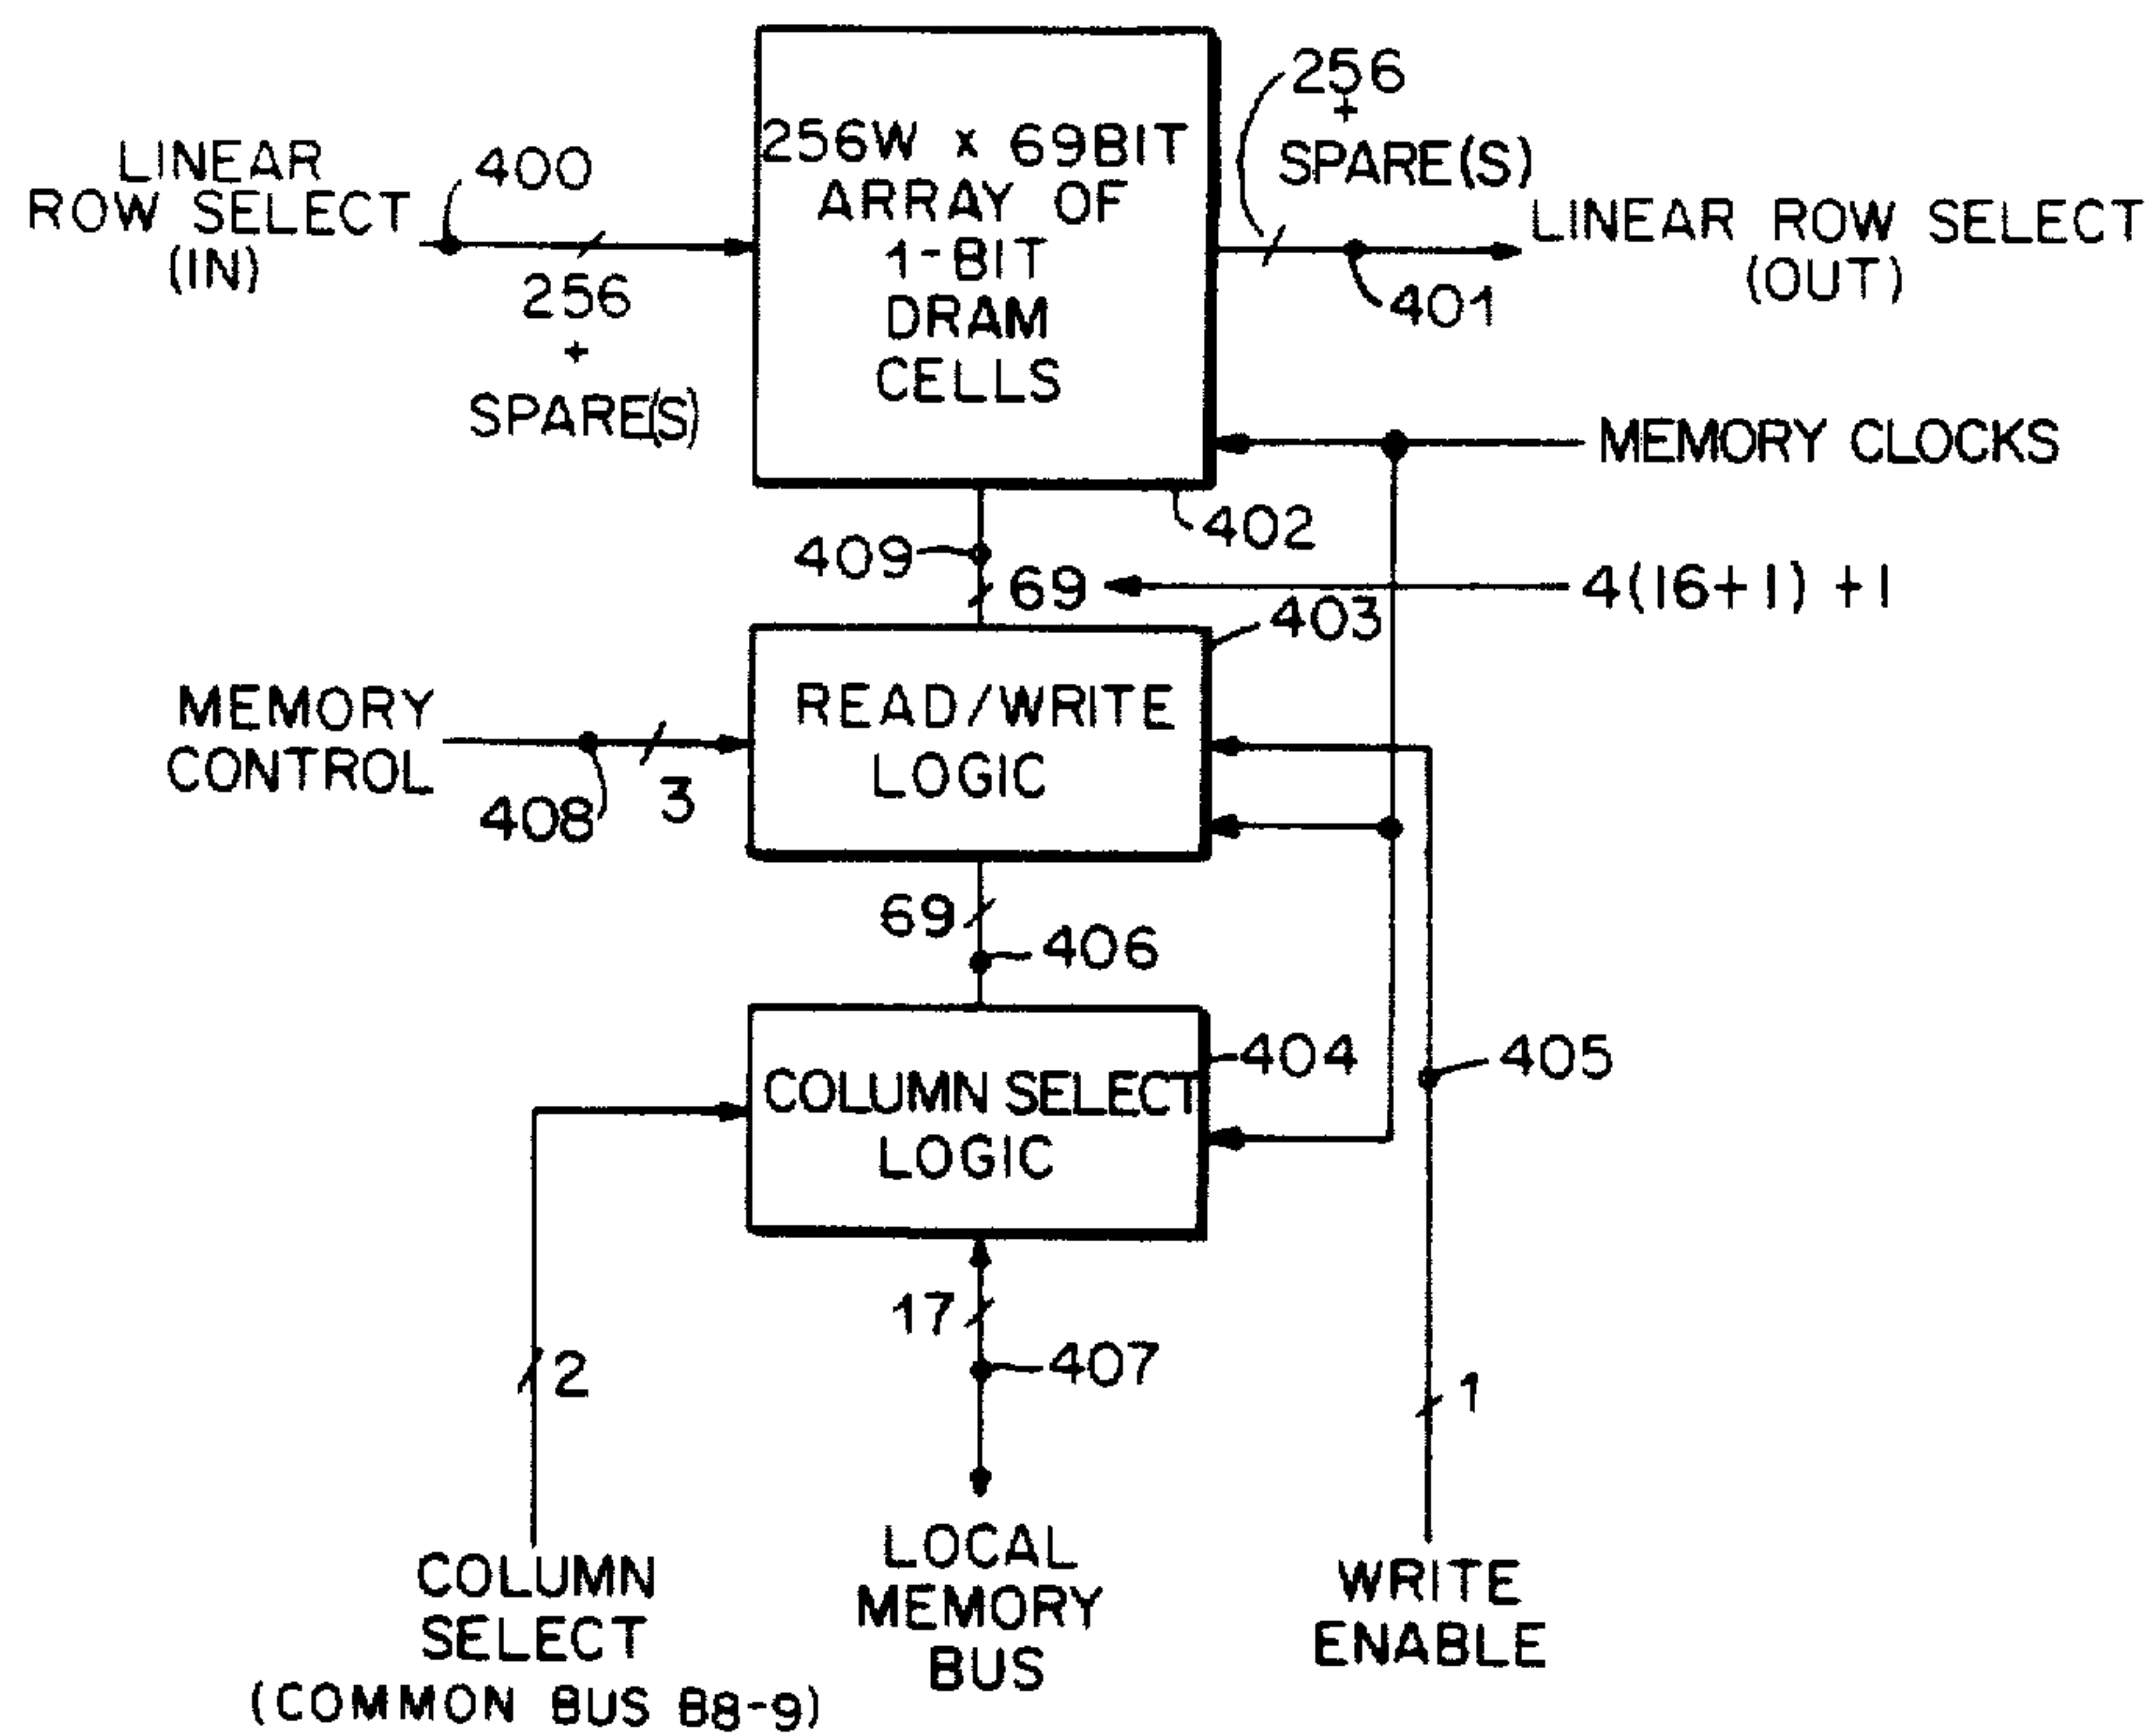 256W x 69BIT
ARRAY OF
1-BIT
DRAM
CELLS
LINEAR
ROW SELECT
(IN)
400
256
+
SPARE(S)
256
+
SPARE(S)
LINEAR ROW SELECT
(OUT)
401
MEMORY CLOCKS
402
409
69
4(16+1) +1
403
READ/WRITE
LOGIC
MEMORY
CONTROL
408
3
69
406
404
COLUMN SELECT
LOGIC
405
17
407
2
1
COLUMN
SELECT
(COMMON BUS B8-9)
LOCAL
MEMORY
BUS
WRITE
ENABLE